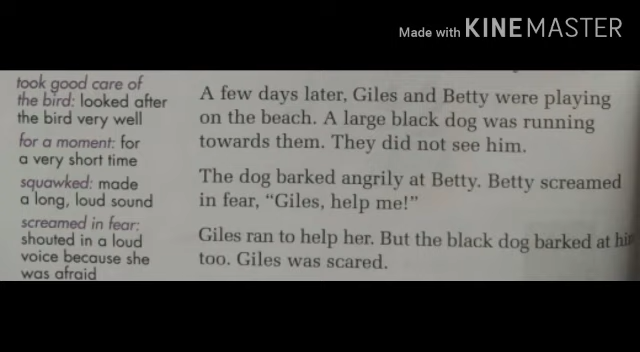 Made with KINEMASTER
took good care of
the bird: looked after
the bird very well
for a moment: for
a very short time
squawked: made
a long, loud sound
screamed in fear:
shouted in a loud
voice because she
was afraid
A few days later, Giles and Betty were playing
on the beach. A large black dog was running
towards them. They did not see him.
The dog barked angrily at Betty. Betty screamed
in fear, “Giles, help me!”
Giles ran to help her. But the black dog barked at him
too. Giles was scared.